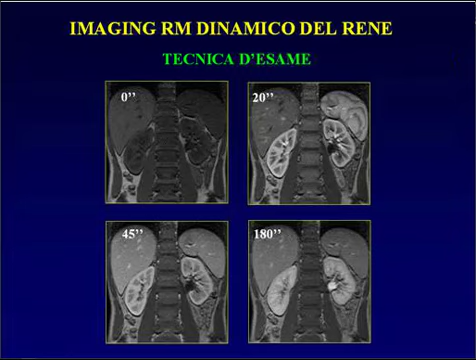 IMAGING RM DINAMICO DEL RENE
TECNICA D'ESAME
0’’
20’’
45’’
180’’